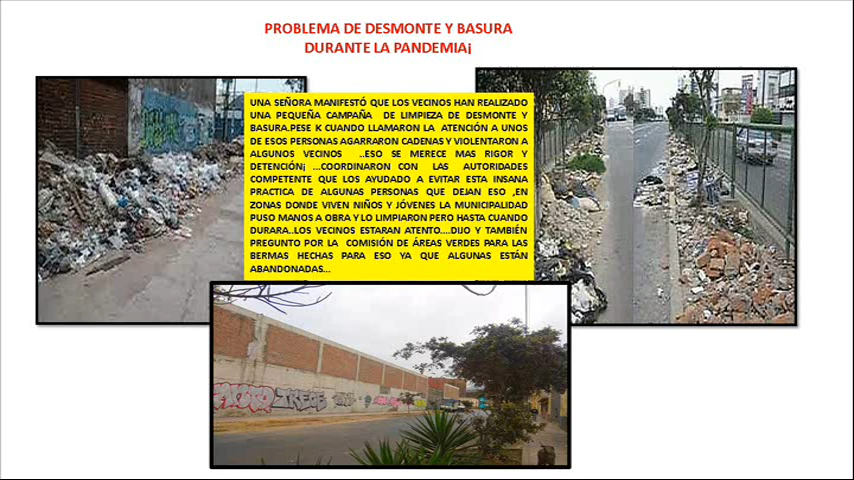 PROBLEMA DE DESMONTE Y BASURA
DURANTE LA PANDEMIA¡
UNA SEÑORA MANIFESTÓ QUE LOS VECINOS HAN REALIZADO
UNA PEQUEÑA CAMPAÑA DE LIMPIEZA DE DESMONTE Y
BASURA.PESE K CUANDO LLAMARON LA ATENCIÓN A UNOS
DE ESOS PERSONAS AGARRARON CADENAS Y VIOLENTARON A
ALGUNOS VECINOS ..ESO SE MERECE MAS RIGOR Y
DETENCIÓN¡ ...COORDINARON CON LAS AUTORIDADES
COMPETENTE QUE LOS AYUDADO A EVITAR ESTA INSANA
PRACTICA DE ALGUNAS PERSONAS QUE DEJAN ESO ,EN
ZONAS DONDE VIVEN NIÑOS Y JÓVENES LA MUNICIPALIDAD
PUSO MANOS A OBRA Y LO LIMPIARON PERO HASTA CUANDO
DURARA..LOS VECINOS ESTARAN ATENTO....DIJO Y TAMBIÉN
PREGUNTO POR LA COMISIÓN DE ÁREAS VERDES PARA LAS
BERMAS HECHAS PARA ESO YA QUE ALGUNAS ESTÁN
ABANDONADAS...